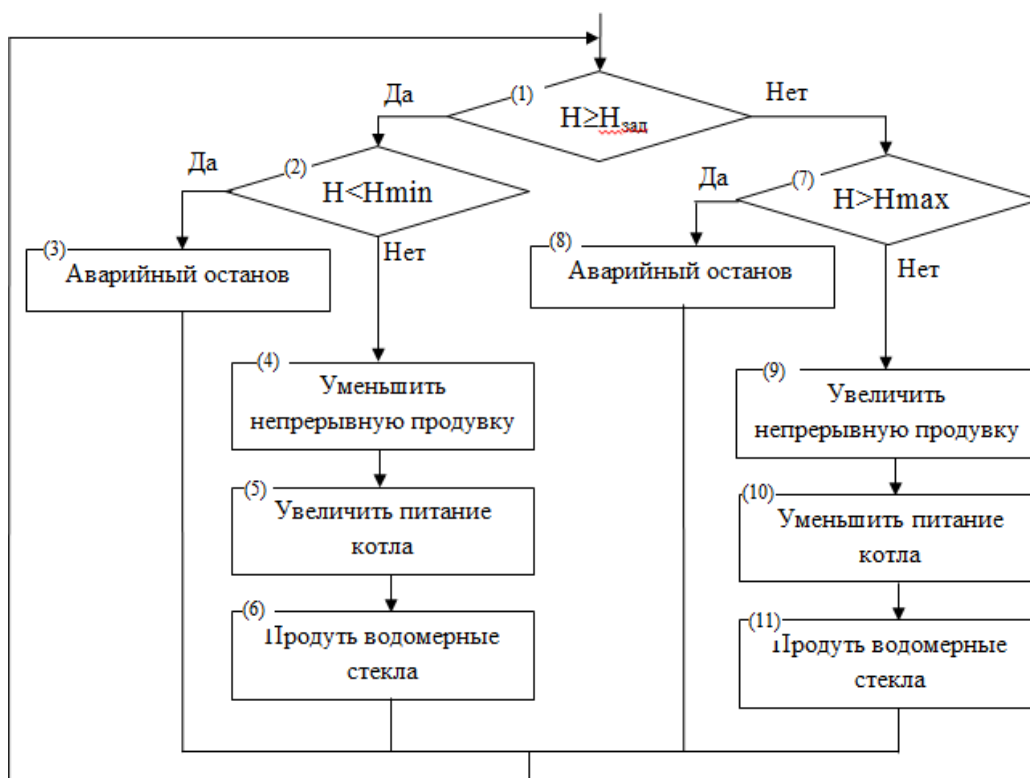 (1)
Да
Нет
H≥Hзад
Да
(2)
H<Hmin
Да
(7)
H>Hmax
(3)
Аварийный останов
Нет
(8)
Аварийный останов
Нет
(4)
Уменьшить
непрерывную продувку
(9)
Увеличить
непрерывную продувку
(5)
Увеличить питание
котла
(10)
Уменьшить питание
котла
(6)
Продуть водомерные
стекла
(11)
Продуть водомерные
стекла